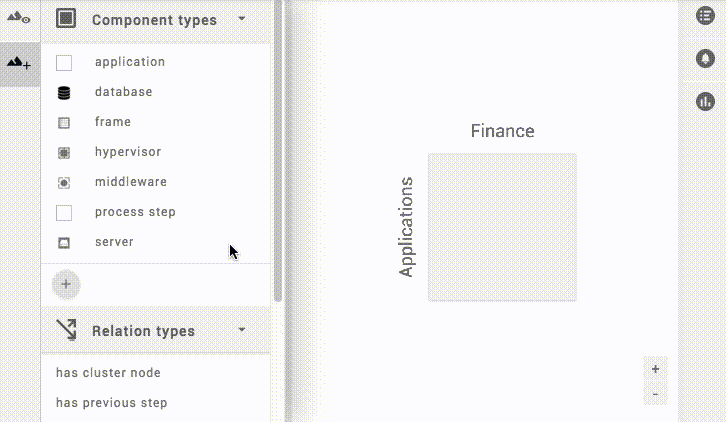 Component types
application
database
frame
hypervisor
middleware
process step
server
+
Relation types
has cluster node
has previous step
Finance
Applications
+
-